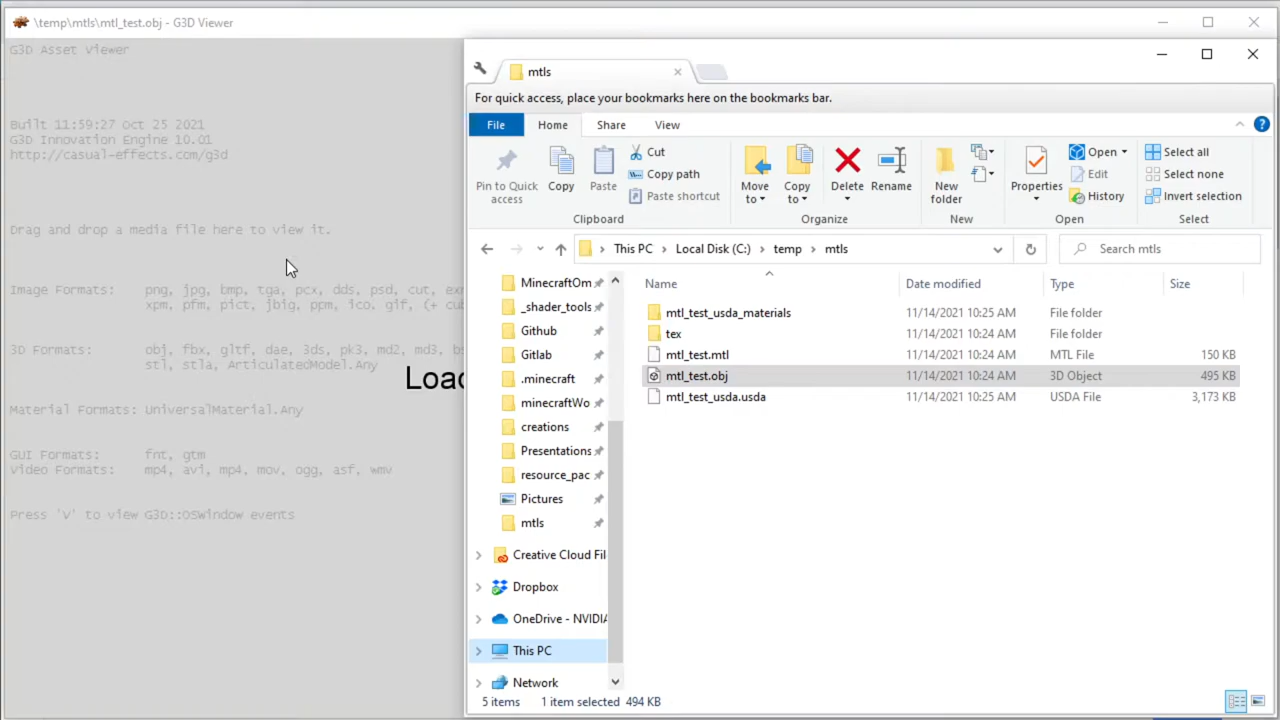 \temp\mtls\mtl_test.obj - G3D Viewer
G3D Asset Viewer
Built 11:59:27 Oct 25 2021
G3D Innovation Engine 10.01
http://casual-effects.com/g3d
Drag and drop a media file here to view it.
Image Formats: png, jpg, bmp, tga, pcx, dds, psd, cut,
xpm, pfm, pict, jbig, ppm, ico, gif, (+
3D Formats: obj, fbx, gltf, dae, 3ds, pk3, md2, md3,
stl, stla, ArticulatedModel.Any
Material Formats: UniversalMaterial.Any
GUI Formats: fnt, gtm
Video Formats: mp4, avi, mp4, mov, ogg, asf, wmv
Press 'V' to view G3D::OSWindow events
Load
mtls
For quick access, place your bookmarks here on the bookmarks bar.
File Home Share View
Pin to Quick access
Copy
Paste
Cut
Copy path
Paste shortcut
Clipboard
Move to
Copy to
Delete
Rename
Organize
New folder
New
Properties
Open
Edit
History
Open
Select all
Select none
Invert selection
Select
This PC Local Disk (C:) temp mtls
Search mtls
MinecraftOm
_shader_tools
Github
Gitlab
.minecraft
minecraftWo
creations
Presentations
resource_pac
Pictures
mtls
Creative Cloud Fil
Dropbox
OneDrive - NVIDIA
This PC
Network
Name Date modified Type Size
mtl_test_usda_materials 11/14/2021 10:25 AM File folder
tex 11/14/2021 10:24 AM File folder
mtl_test.mtl 11/14/2021 10:24 AM MTL File 150 KB
mtl_test.obj 11/14/2021 10:24 AM 3D Object 495 KB
mtl_test_usda.usda 11/14/2021 10:25 AM USDA File 3,173 KB
5 items 1 item selected 494 KB